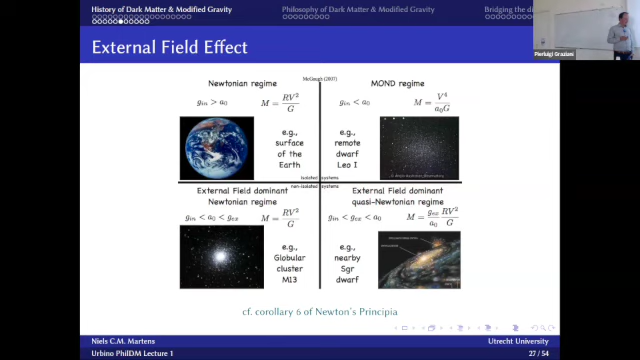 History of Dark Matter & Modified Gravity
Philosophy of Dark Matter & Modified Gravity
External Field Effect
Pierluigi Graziani
McGaugh (2007)
Newtonian regime
g_in > a_0 M = RV^2/G
e.g.,
surface
of the
Earth
MOND regime
g_in < a_0 M = V^4/(a_0 G)
e.g.,
remote
dwarf
Leo I
isolated systems
non-isolated systems
External Field dominant
Newtonian regime
g_in < a_0 < g_ex M = RV^2/G
e.g.,
Globular
cluster
M13
External Field dominant
quasi-Newtonian regime
g_in < g_ex < a_0 M = (g_ex/a_0) RV^2/G
e.g.,
nearby
Sgr
dwarf
cf. corollary 6 of Newton's Principia
Niels C.M. Martens
Utrecht University
Urbino PhilDM Lecture 1
27 / 54